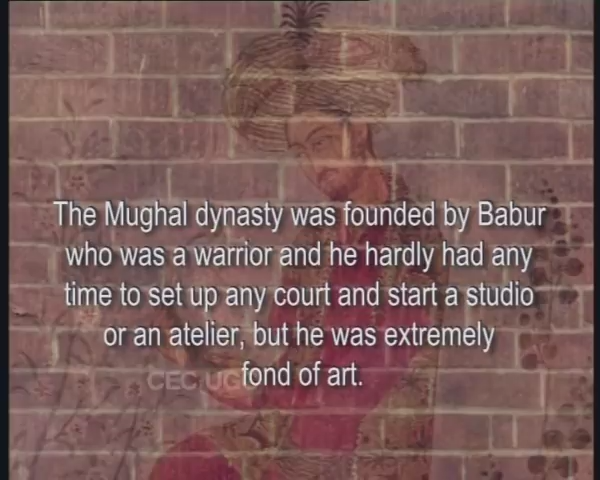 The Mughal dynasty was founded by Babur
who was a warrior and he hardly had any
time to set up any court and start a studio
or an atelier, but he was extremely
fond of art.
CEC UG